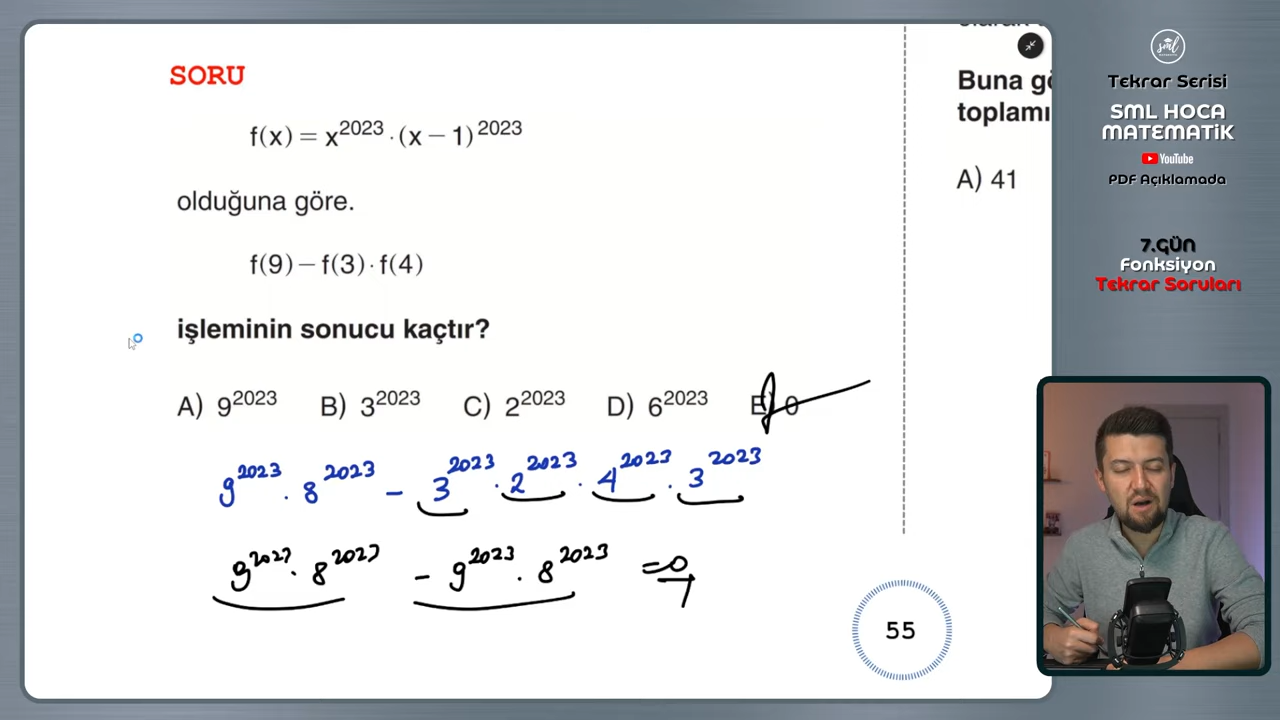 SORU
f(x) = x^2023 · (x − 1)^2023
olduğuna göre.
f(9) − f(3) · f(4)
işleminin sonucu kaçtır?
A) 9^2023 B) 3^2023 C) 2^2023 D) 6^2023 E) 0
9^2023 · 8^2023 − 3^2023 · 2^2023 · 4^2023 · 3^2023
9^2023 · 8^2023 − 9^2023 · 8^2023 = 0
55
Buna
toplamı
A) 41
sml
Tekrar Serisi
SML HOCA
MATEMATİK
YouTube
PDF Açıklamada
7.GÜN
Fonksiyon
Tekrar Soruları